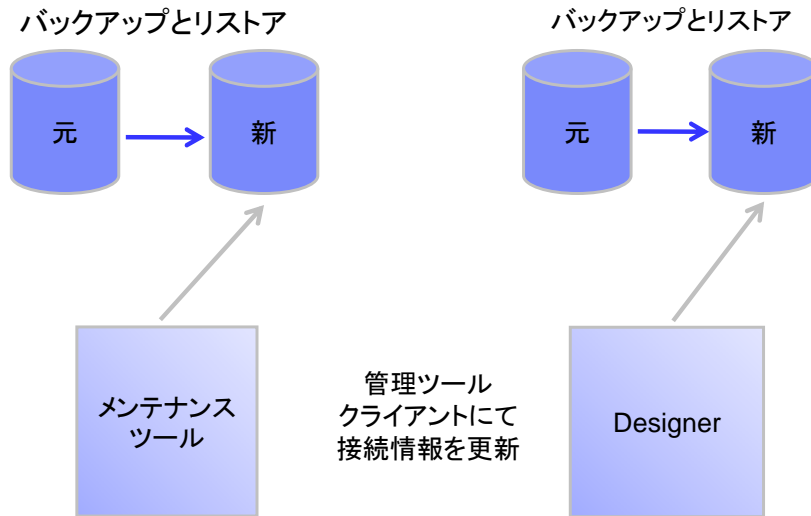 バックアップとリストア
バックアップとリストア
元
新
元
新
メンテナンス
ツール
管理ツール
クライアントにて
接続情報を更新
Designer